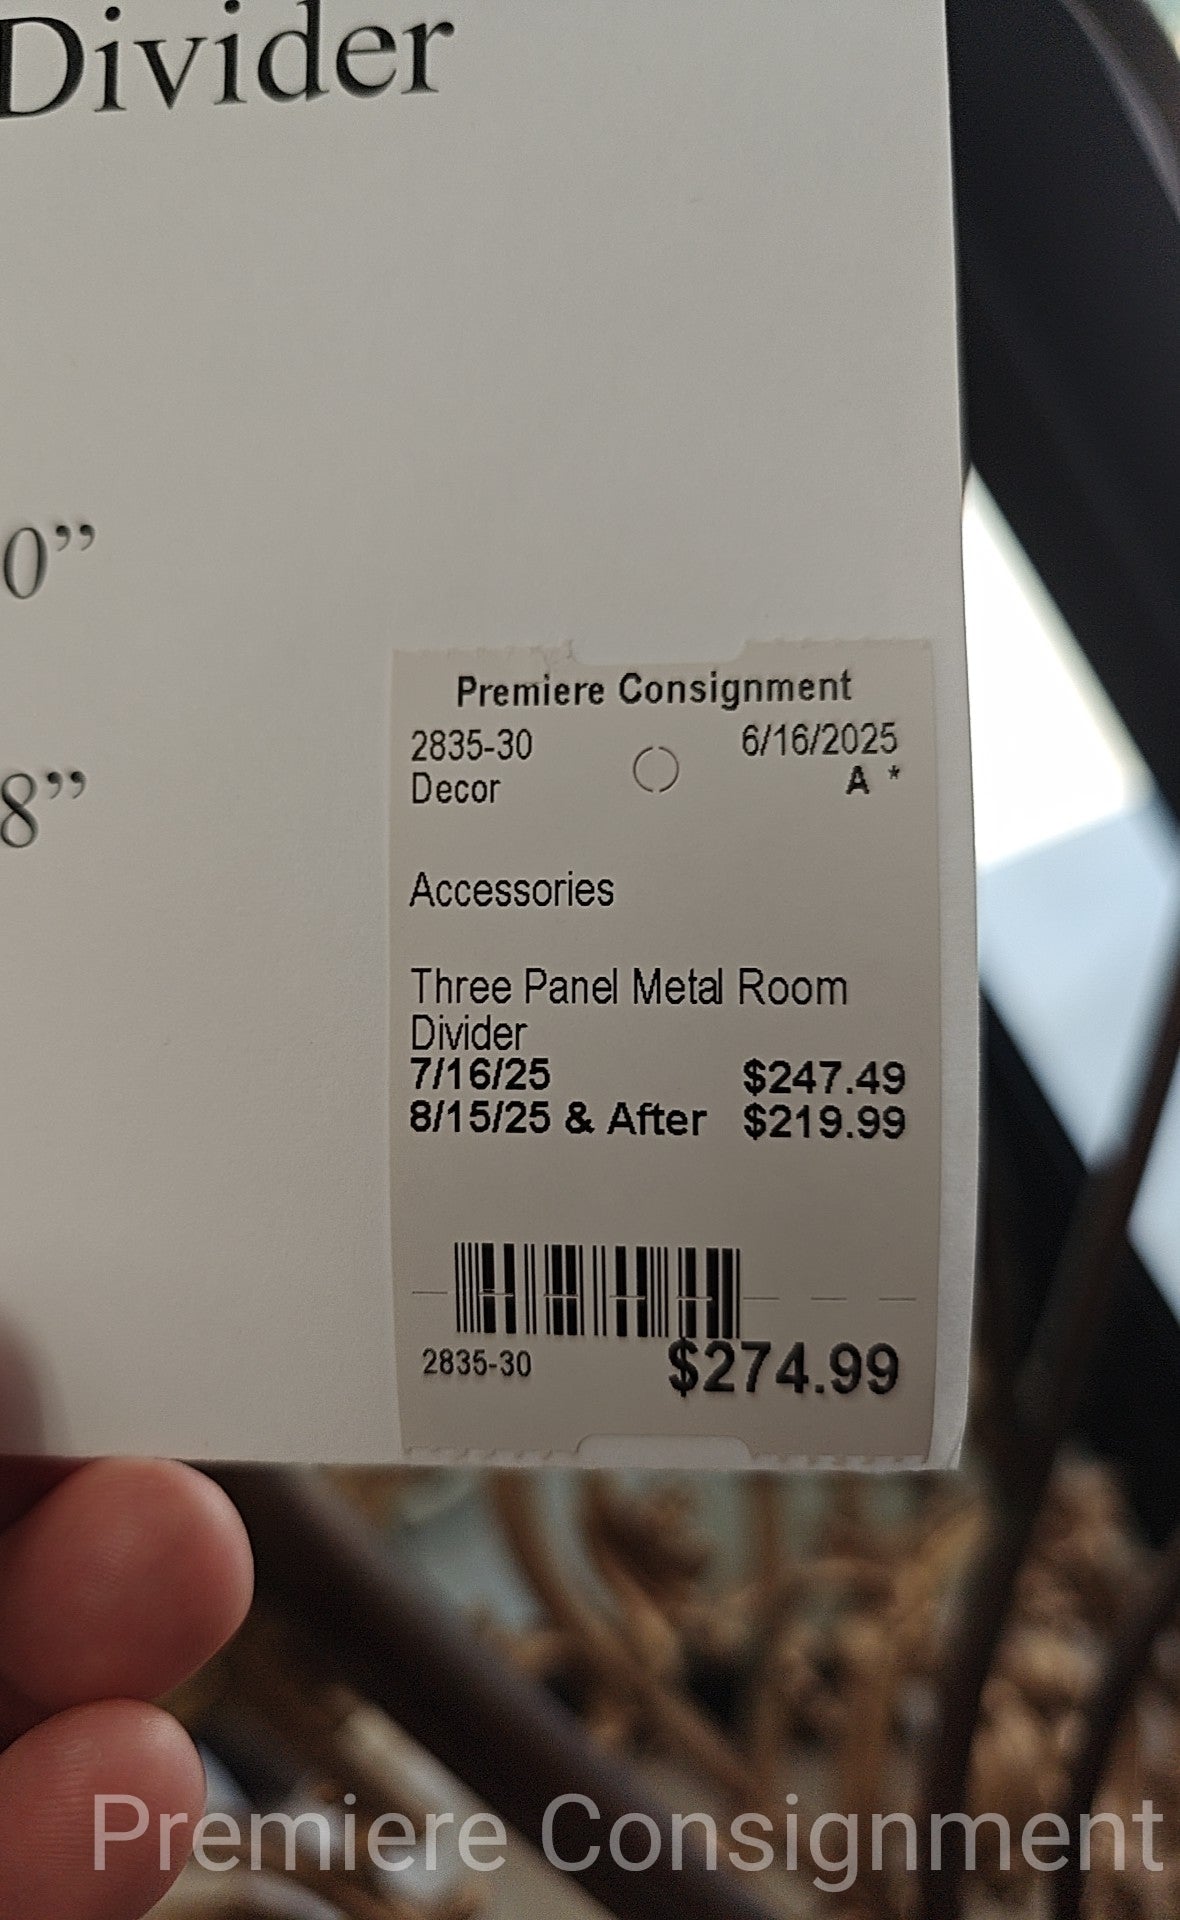 Divider
0”
8”
Premiere Consignment
2835-30 6/16/2025
Decor A *
Accessories
Three Panel Metal Room
Divider
7/16/25 $247.49
8/15/25 & After $219.99
2835-30 $274.99
Premiere Consignment